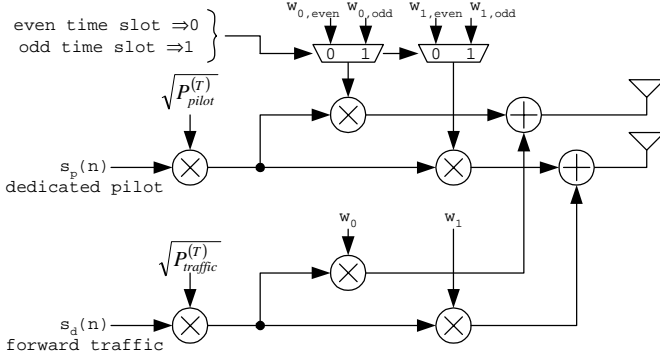 w0,even w0,odd w1,even w1,odd
even time slot ⇒0
odd time slot ⇒1
0 1 0 1
√P(T)pilot
sp(n)
dedicated pilot
w0 w1
√P(T)traffic
sd(n)
forward traffic